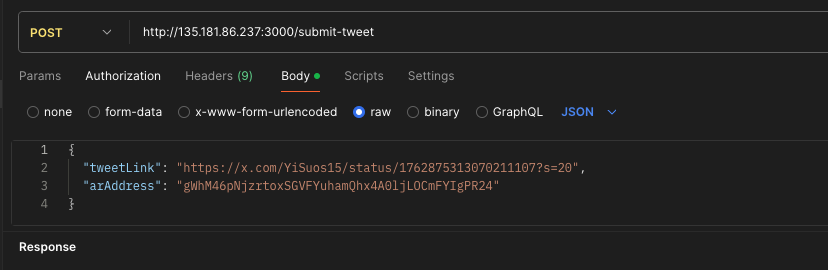 POST http://135.181.86.237:3000/submit-tweet
Params Authorization Headers (9) Body Scripts Settings
none form-data x-www-form-urlencoded raw binary GraphQL JSON
1 {
2 "tweetLink": "https://x.com/YiSuos15/status/1762875313070211107?s=20",
3 "arAddress": "gWhM46pNjzrtoxSGVFYuhamQhx4A0ljLOCmFYIgPR24"
4 }
Response